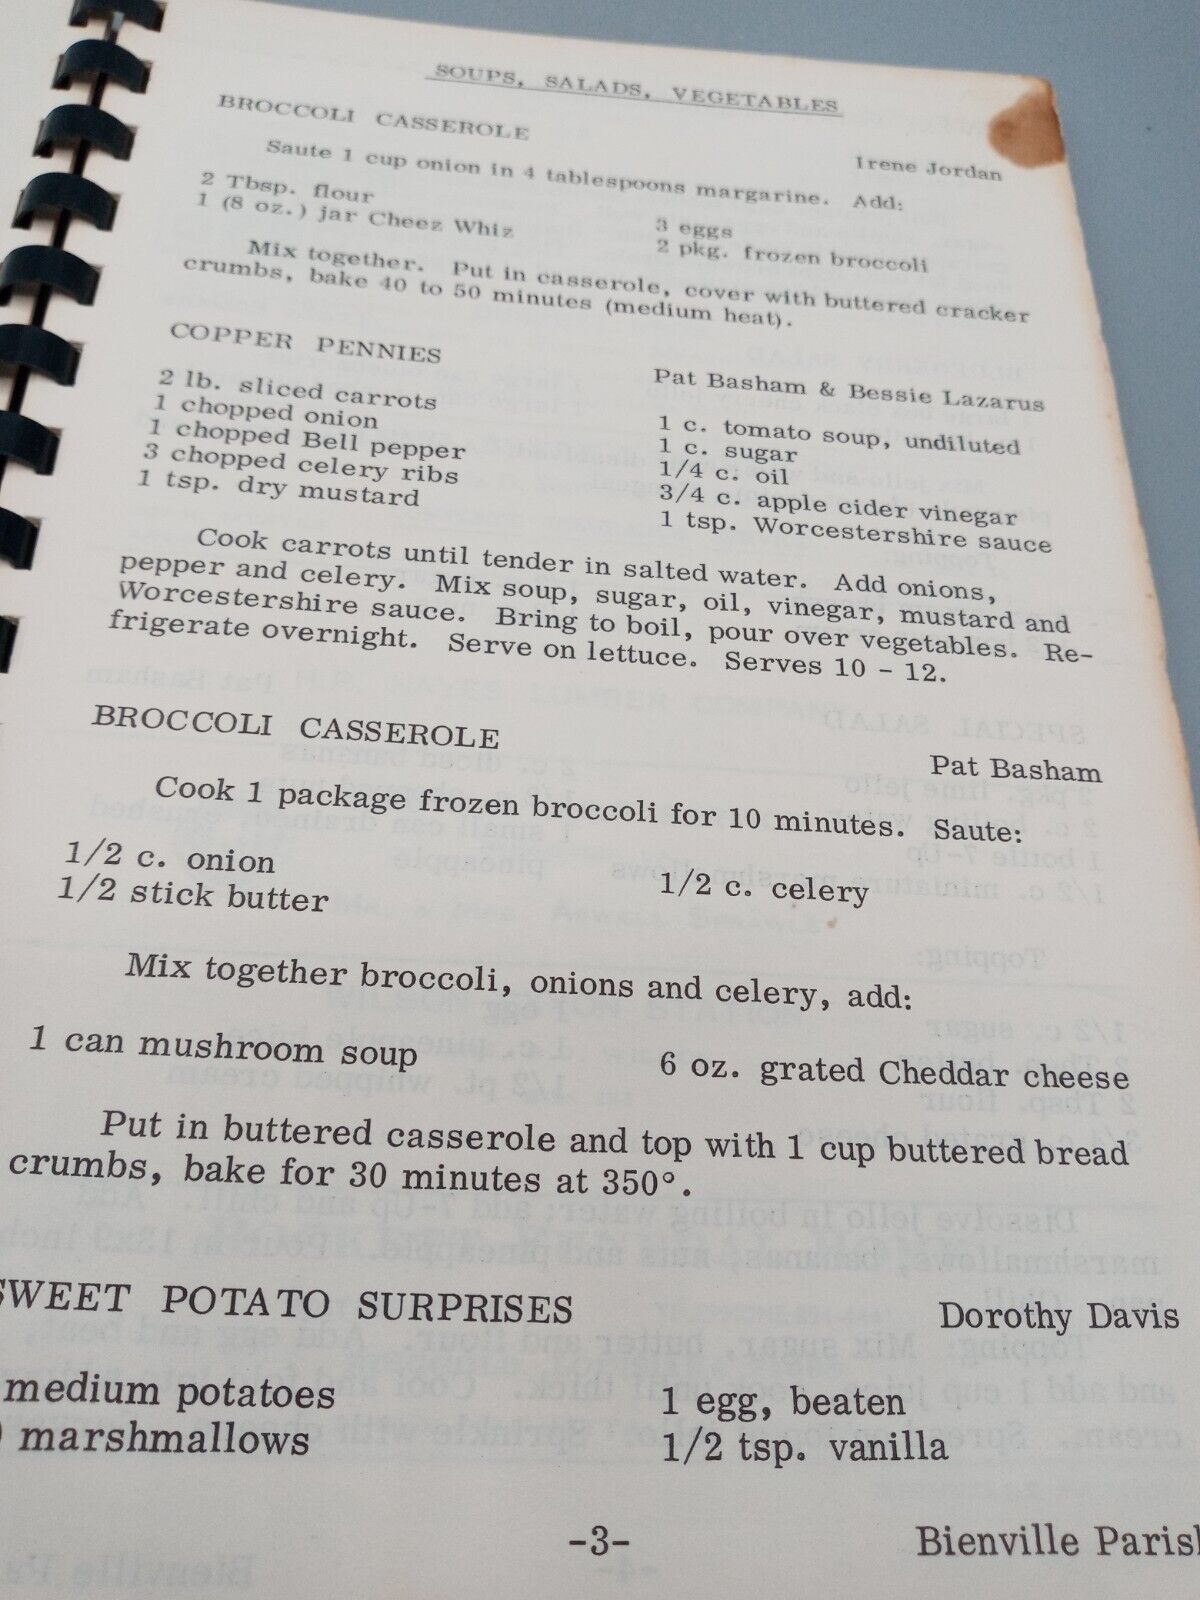 SOUPS, SALADS, VEGETABLES
BROCCOLI CASSEROLE
Irene Jordan
Saute 1 cup onion in 4 tablespoons margarine. Add:
2 Tbsp. flour
3 eggs
1 (8 oz.) jar Cheez Whiz
2 pkg. frozen broccoli
Mix together. Put in casserole, cover with buttered cracker
crumbs, bake 40 to 50 minutes (medium heat).
COPPER PENNIES
Pat Basham & Bessie Lazarus
2 lb. sliced carrots
1 c. tomato soup, undiluted
1 chopped onion
1 c. sugar
1 chopped Bell pepper
1/4 c. oil
3 chopped celery ribs
3/4 c. apple cider vinegar
1 tsp. dry mustard
1 tsp. Worcestershire sauce
Cook carrots until tender in salted water. Add onions,
pepper and celery. Mix soup, sugar, oil, vinegar, mustard and
Worcestershire sauce. Bring to boil, pour over vegetables. Re-
frigerate overnight. Serve on lettuce. Serves 10 - 12.
BROCCOLI CASSEROLE
Pat Basham
Cook 1 package frozen broccoli for 10 minutes. Saute:
1/2 c. onion
1/2 c. celery
1/2 stick butter
Mix together broccoli, onions and celery, add:
1 can mushroom soup
6 oz. grated Cheddar cheese
Put in buttered casserole and top with 1 cup buttered bread
crumbs, bake for 30 minutes at 350°.
SWEET POTATO SURPRISES
Dorothy Davis
medium potatoes
1 egg, beaten
marshmallows
1/2 tsp. vanilla
-3-
Bienville Parish